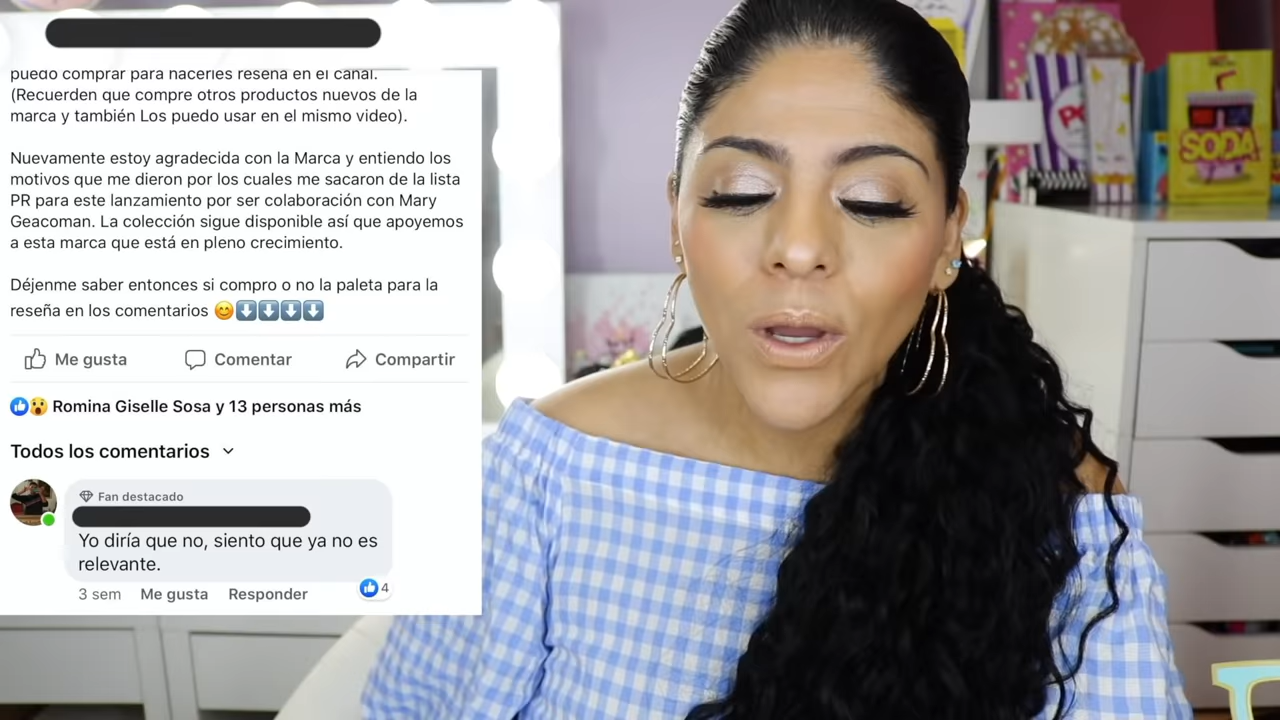 puedo comprar para hacerles reseña en el canal.
(Recuerden que compre otros productos nuevos de la
marca y también Los puedo usar en el mismo video).
Nuevamente estoy agradecida con la Marca y entiendo los
motivos que me dieron por los cuales me sacaron de la lista
PR para este lanzamiento por ser colaboración con Mary
Geacoman. La colección sigue disponible así que apoyemos
a esta marca que está en pleno crecimiento.
Déjenme saber entonces si compro o no la paleta para la
reseña en los comentarios 😊⬇️⬇️⬇️⬇️
Me gusta Comentar Compartir
Romina Giselle Sosa y 13 personas más
Todos los comentarios
Fan destacado
Yo diría que no, siento que ya no es
relevante.
3 sem Me gusta Responder 4
SODA